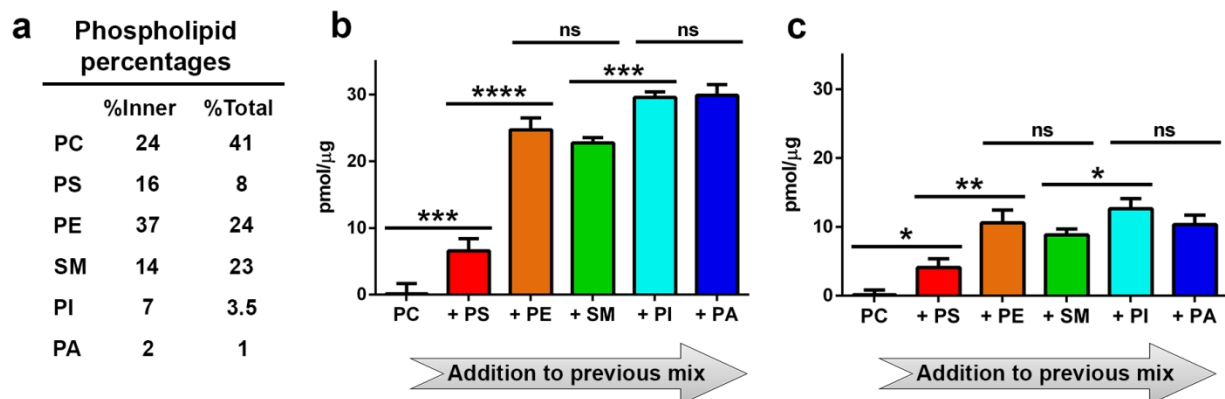 a
Phospholipid
percentages
%Inner %Total
PC 24 41
PS 16 8
PE 37 24
SM 14 23
PI 7 3.5
PA 2 1
b
ns ns
**** ***
***
pmol/μg
30
20
10
0
PC + PS + PE + SM + PI + PA
Addition to previous mix
c
ns ns
** *
*
pmol/μg
30
20
10
0
PC + PS + PE + SM + PI + PA
Addition to previous mix